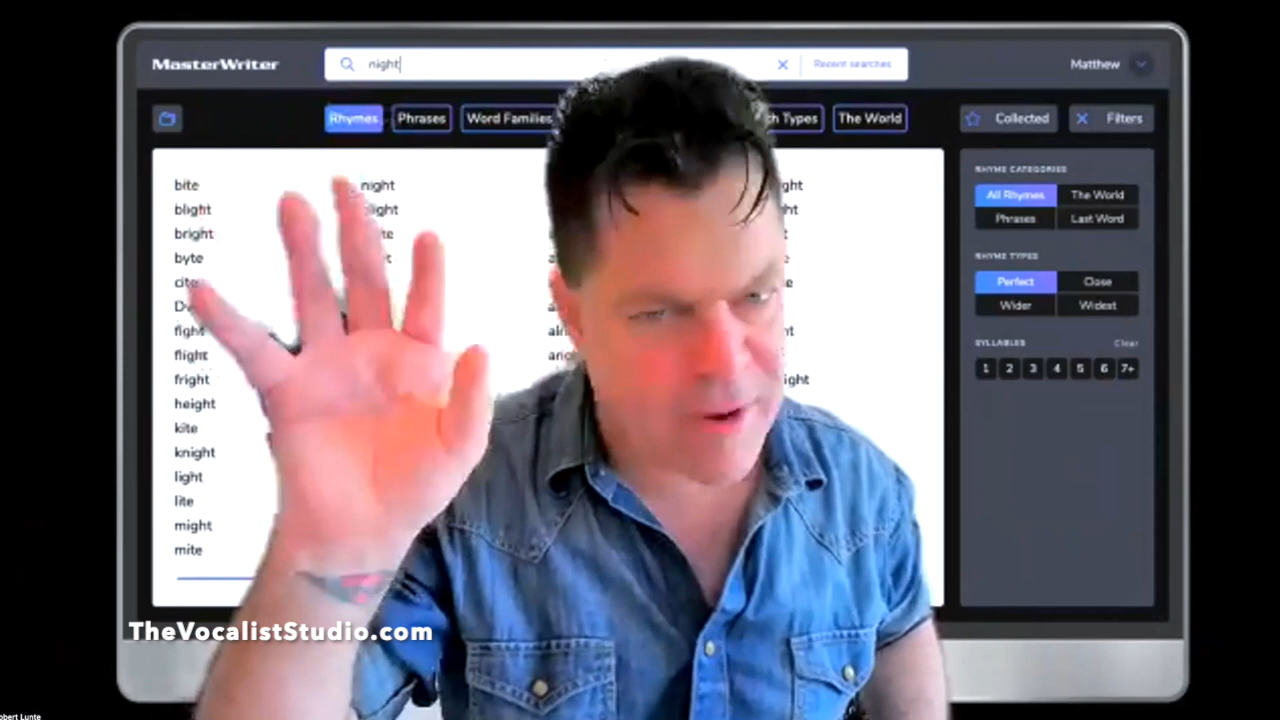 MasterWriter
night
Recent searches
Matthew
Rhymes
Phrases
Word Families
Types
The World
Collected
Filters
bite
night
blight
bright
byte
fight
flight
fright
height
kite
knight
light
lite
might
mite
RHYME CATEGORIES
All Rhymes
The World
Phrases
Last Word
RHYME TYPES
Perfect
Close
Wider
Widest
SYLLABLES
Clear
1 2 3 4 5 6 7+
TheVocalistStudio.com
Lunte